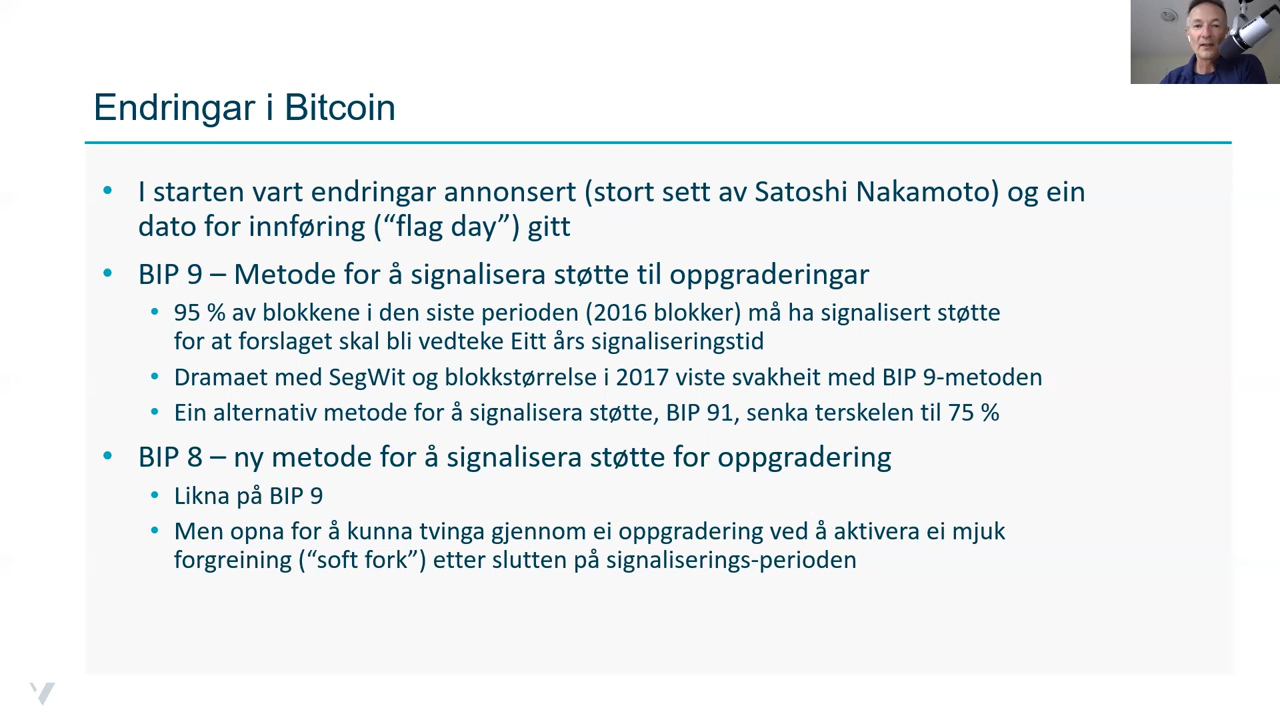 Endringar i Bitcoin
• I starten vart endringar annonsert (stort sett av Satoshi Nakamoto) og ein
dato for innføring (“flag day”) gitt
• BIP 9 – Metode for å signalisera støtte til oppgraderingar
• 95 % av blokkene i den siste perioden (2016 blokker) må ha signalisert støtte
for at forslaget skal bli vedteke Eitt års signaliseringstid
• Dramaet med SegWit og blokkstørrelse i 2017 viste svakheit med BIP 9-metoden
• Ein alternativ metode for å signalisera støtte, BIP 91, senka terskelen til 75 %
• BIP 8 – ny metode for å signalisera støtte for oppgradering
• Likna på BIP 9
• Men opna for å kunna tvinga gjennom ei oppgradering ved å aktivera ei mjuk
forgreining (“soft fork”) etter slutten på signaliserings-perioden